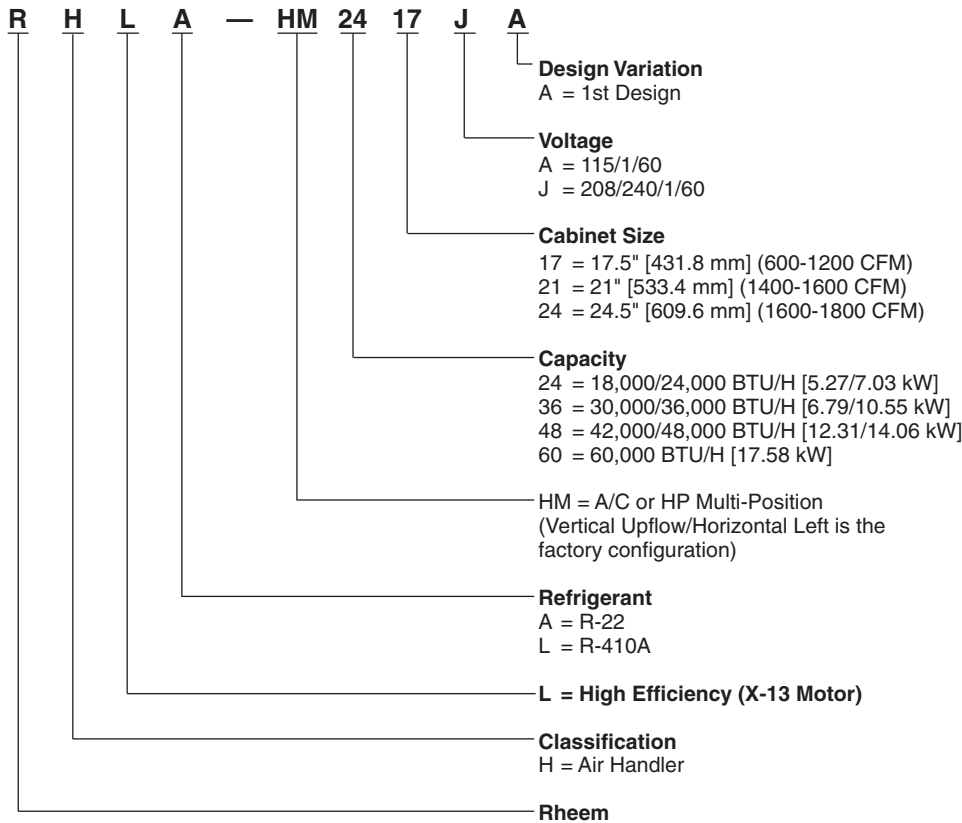 R H L A — HM 24 17 J A
Design Variation
A = 1st Design
Voltage
A = 115/1/60
J = 208/240/1/60
Cabinet Size
17 = 17.5" [431.8 mm] (600-1200 CFM)
21 = 21" [533.4 mm] (1400-1600 CFM)
24 = 24.5" [609.6 mm] (1600-1800 CFM)
Capacity
24 = 18,000/24,000 BTU/H [5.27/7.03 kW]
36 = 30,000/36,000 BTU/H [6.79/10.55 kW]
48 = 42,000/48,000 BTU/H [12.31/14.06 kW]
60 = 60,000 BTU/H [17.58 kW]
HM = A/C or HP Multi-Position
(Vertical Upflow/Horizontal Left is the
factory configuration)
Refrigerant
A = R-22
L = R-410A
L = High Efficiency (X-13 Motor)
Classification
H = Air Handler
Rheem